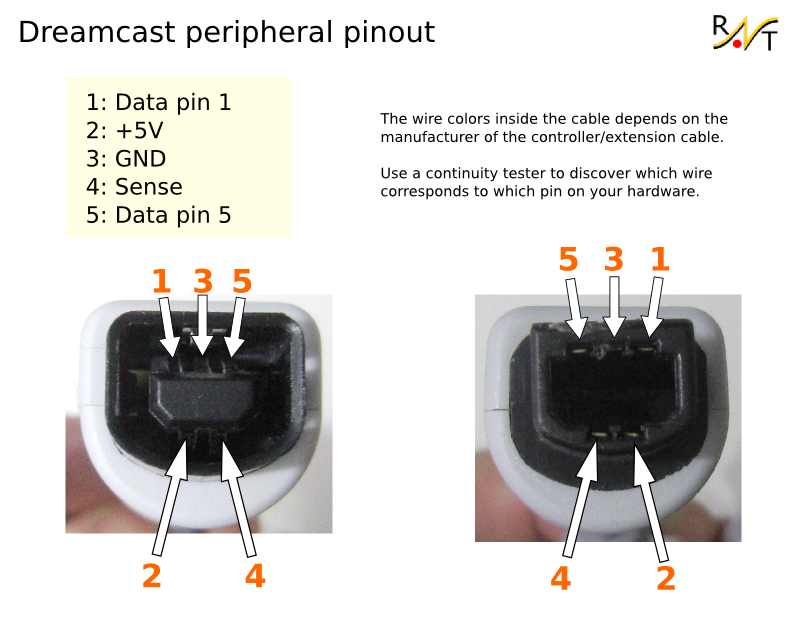 Dreamcast peripheral pinout
RNT
1: Data pin 1
2: +5V
3: GND
4: Sense
5: Data pin 5
The wire colors inside the cable depends on the
manufacturer of the controller/extension cable.
Use a continuity tester to discover which wire
corresponds to which pin on your hardware.
1 3 5
5 3 1
2 4
4 2